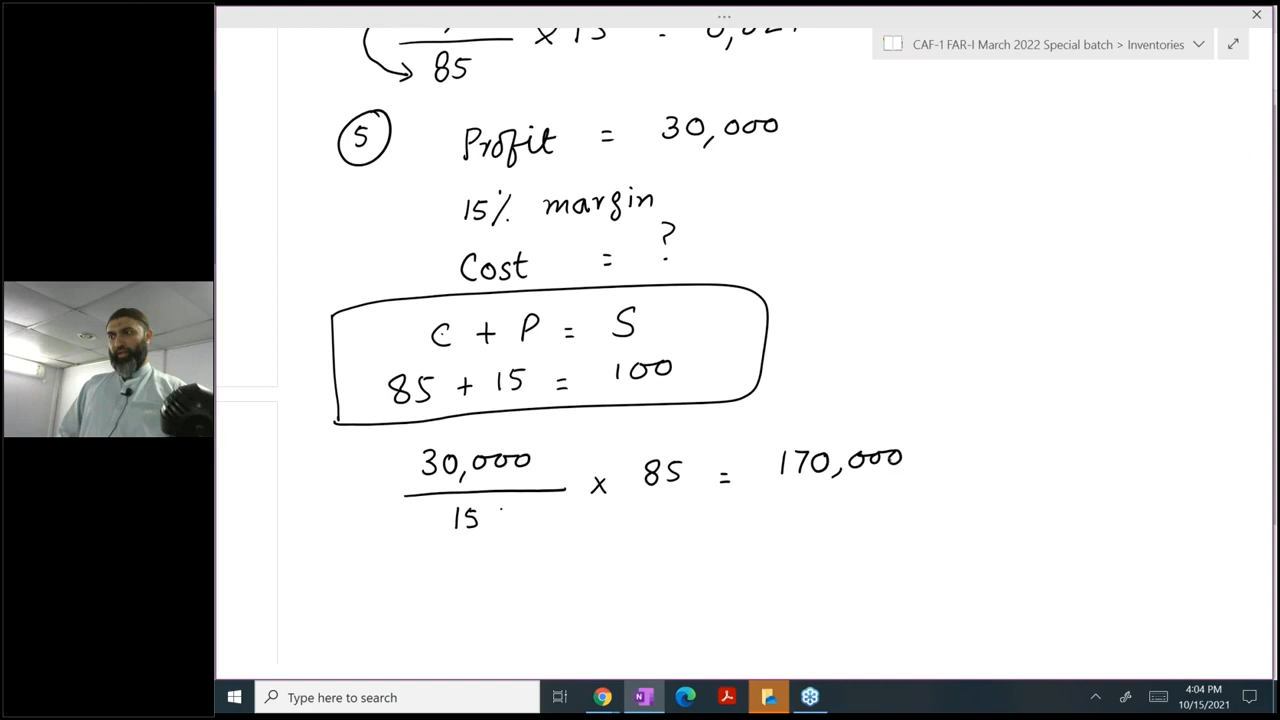 CAF-1 FAR-I March 2022 Special batch > Inventories
x 15
85
5 Profit = 30,000
15% margin
Cost = ?
C + P = S
85 + 15 = 100
30,000
15
x 85 = 170,000
Type here to search
4:04 PM
10/15/2021